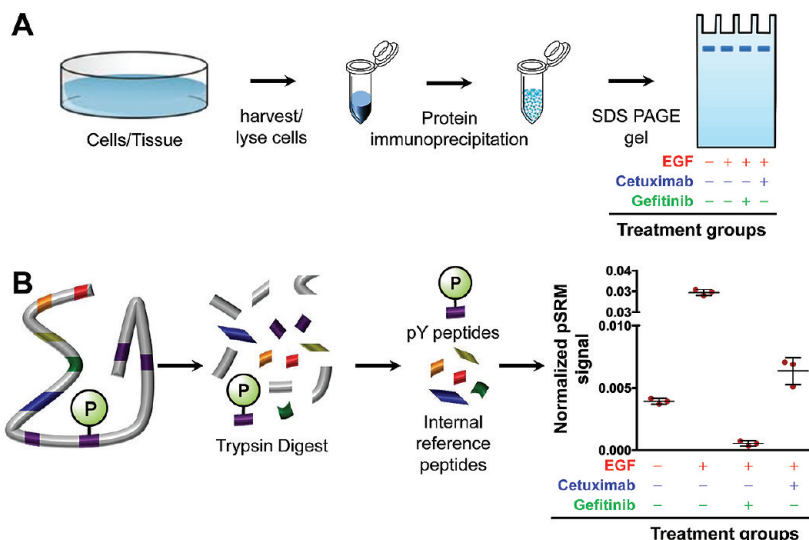 A
Cells/Tissue
harvest/
lyse cells
Protein
immunoprecipitation
SDS PAGE
gel
EGF − + + −
Cetuximab − − − +
Gefitinib − − + −
Treatment groups
B
P
P
Trypsin Digest
P
pY peptides
Internal
reference
peptides
Normalized pSRM
signal
0.04
0.03
0.03
0.010
0.005
0.000
EGF − + + +
Cetuximab − − − +
Gefitinib − − + −
Treatment groups